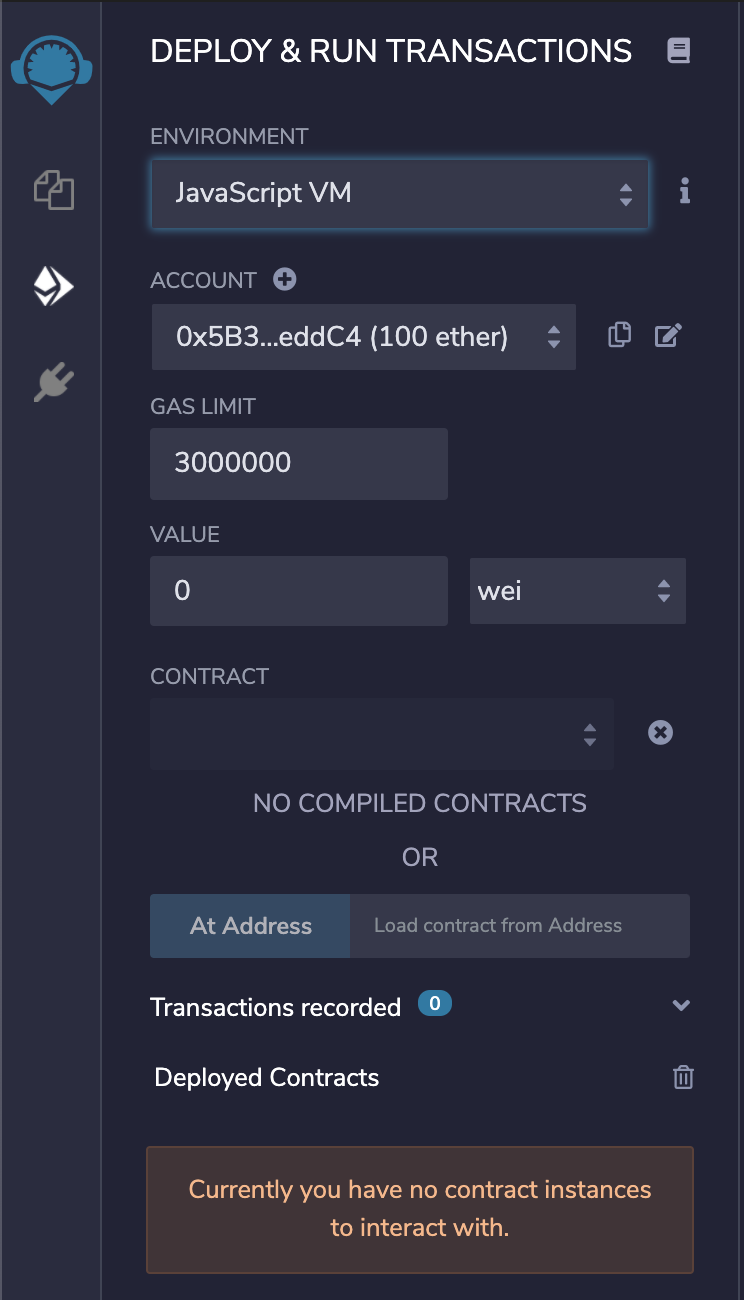 DEPLOY & RUN TRANSACTIONS
ENVIRONMENT
JavaScript VM
ACCOUNT
0x5B3...eddC4 (100 ether)
GAS LIMIT
3000000
VALUE
0
wei
CONTRACT
NO COMPILED CONTRACTS
OR
At Address
Load contract from Address
Transactions recorded 0
Deployed Contracts
Currently you have no contract instances
to interact with.